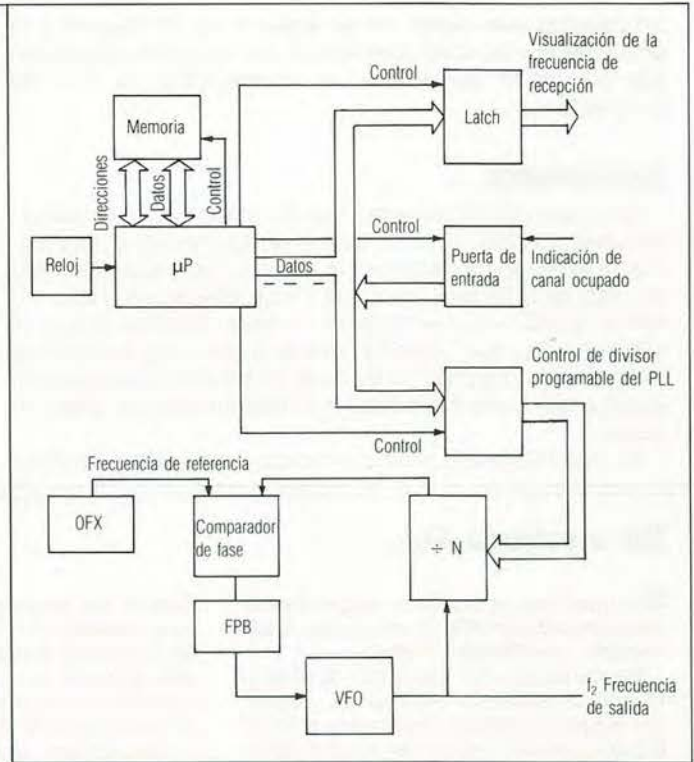 Visualización de la
frecuencia de
recepción
Control
Memoria
Latch
Direcciones
Datos
Control
Control
Reloj
μP
Datos
Puerta de
entrada
Indicación de
canal ocupado
Control de divisor
programable del PLL
Control
Frecuencia de referencia
OFX
Comparador
de fase
÷ N
FPB
VFO
f₂ Frecuencia
de salida